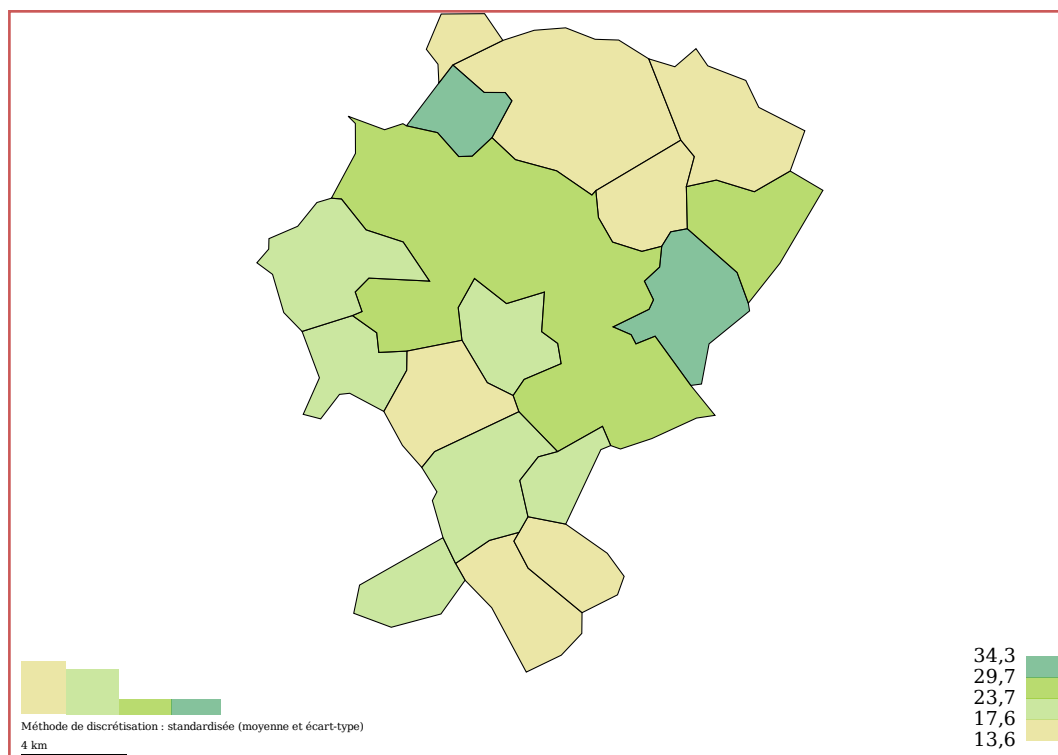 34,3
29,7
23,7
17,6
13,6
Méthode de discrétisation : standardisée (moyenne et écart-type)
4 km